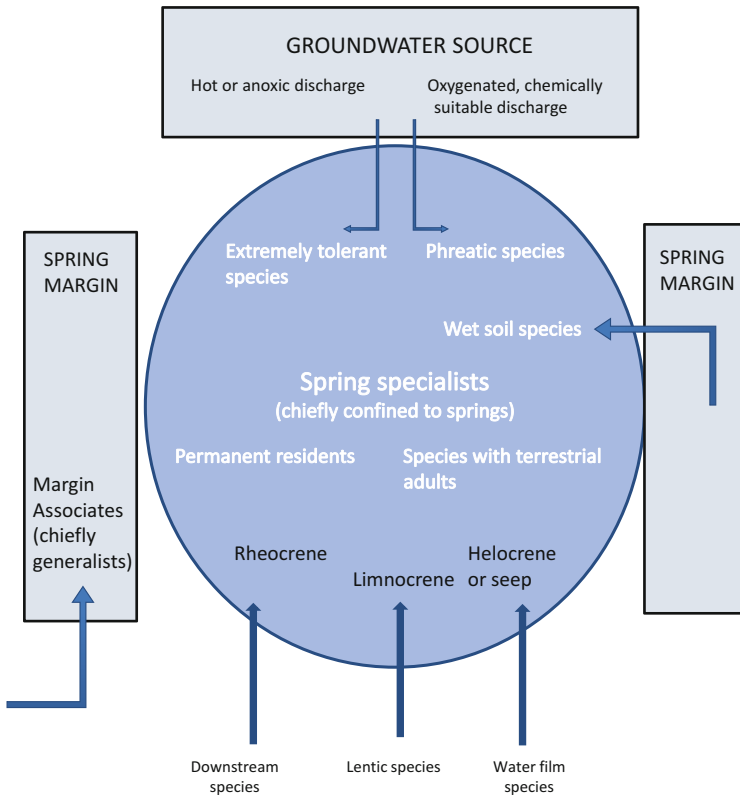 GROUNDWATER SOURCE
Hot or anoxic discharge
Oxygenated, chemically
suitable discharge
SPRING
MARGIN
Extremely tolerant
species
Phreatic species
SPRING
MARGIN
Wet soil species
Spring specialists
(chiefly confined to springs)
Permanent residents
Species with terrestrial
adults
Margin
Associates
(chiefly
generalists)
Rheocrene
Limnocrene
Helocrene
or seep
Downstream
species
Lentic species
Water film
species